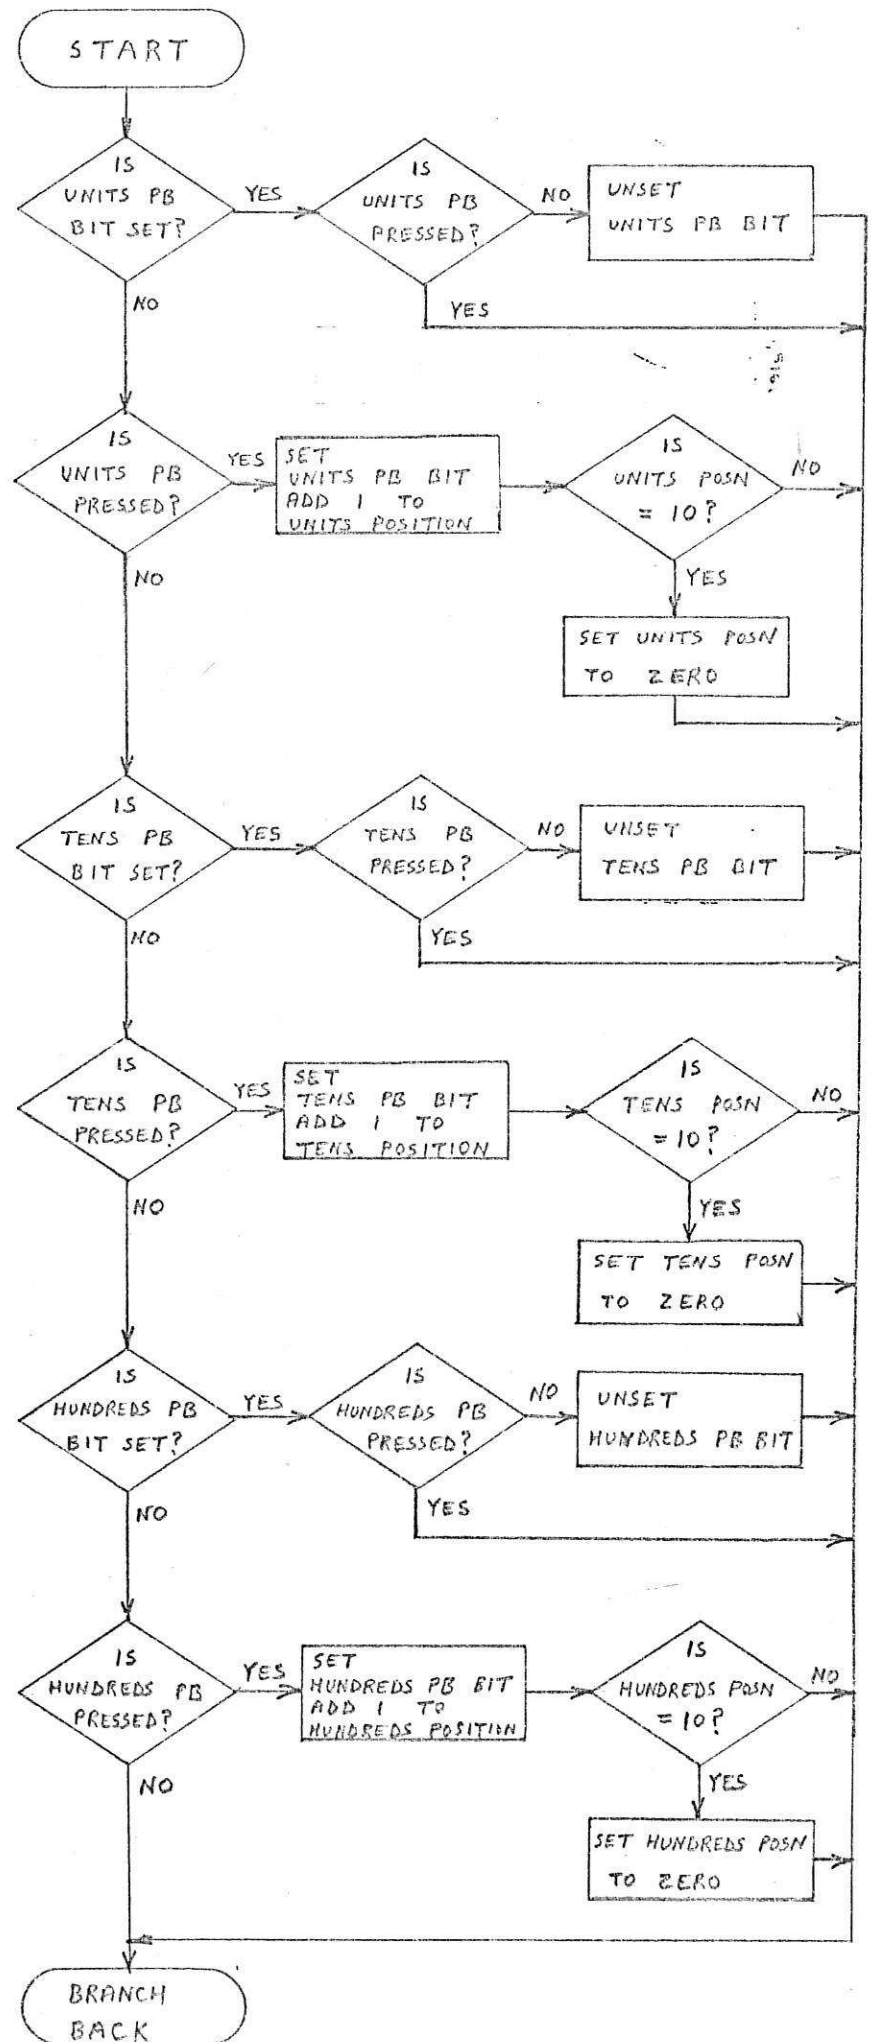 START
IS
UNITS PB
BIT SET?
YES
IS
UNITS PB
PRESSED?
NO
UNSET
UNITS PB BIT
YES
NO
IS
UNITS PB
PRESSED?
YES
SET
UNITS PB BIT
ADD 1 TO
UNITS POSITION
IS
UNITS POSN
= 10?
NO
YES
SET UNITS POSN
TO ZERO
NO
IS
TENS PB
BIT SET?
YES
IS
TENS PB
PRESSED?
NO
UNSET
TENS PB BIT
YES
NO
IS
TENS PB
PRESSED?
YES
SET
TENS PB BIT
ADD 1 TO
TENS POSITION
IS
TENS POSN
= 10?
NO
YES
SET TENS POSN
TO ZERO
NO
IS
HUNDREDS PB
BIT SET?
YES
IS
HUNDREDS PB
PRESSED?
NO
UNSET
HUNDREDS PB BIT
YES
NO
IS
HUNDREDS PB
PRESSED?
YES
SET
HUNDREDS PB BIT
ADD 1 TO
HUNDREDS POSITION
IS
HUNDREDS POSN
= 10?
NO
YES
SET HUNDREDS POSN
TO ZERO
NO
BRANCH
BACK